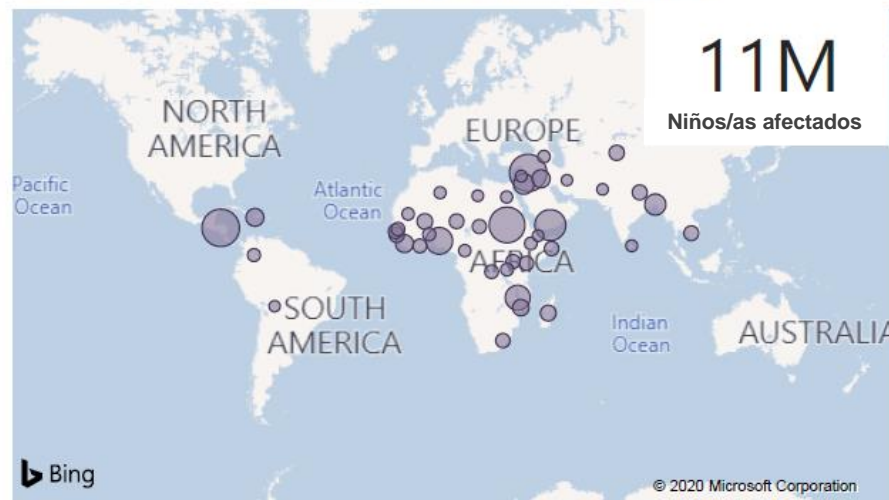 11M
Niños/as afectados
NORTH
AMERICA
EUROPE
Pacific
Ocean
Atlantic
Ocean
AFRICA
SOUTH
AMERICA
Indian
Ocean
AUSTRALIA
Bing
© 2020 Microsoft Corporation